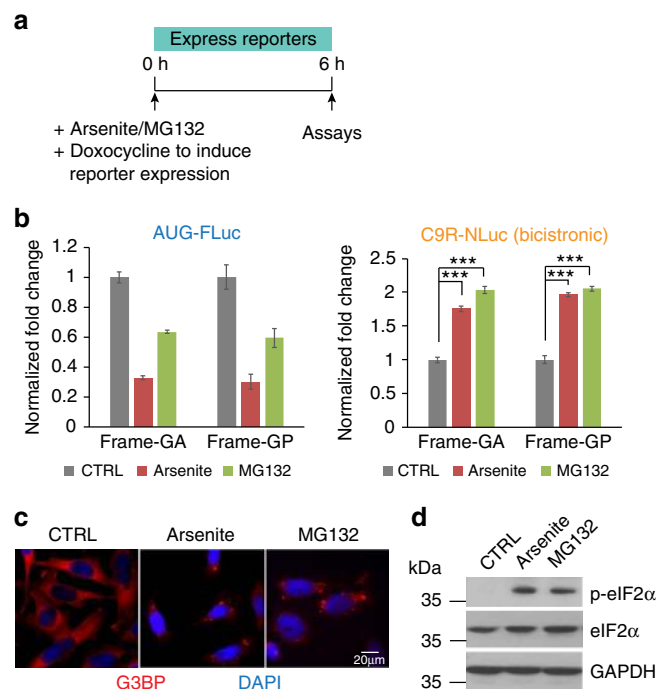 a
Express reporters
0 h
6 h
+ Arsenite/MG132
+ Doxocycline to induce
reporter expression
Assays
b
AUG-FLuc
Normalized fold change
1.2
1
0.8
0.6
0.4
0.2
0
Frame-GA
Frame-GP
CTRL
Arsenite
MG132
C9R-NLuc (bicistronic)
Normalized fold change
2.5
2
1.5
1
0.5
0
***
***
***
***
Frame-GA
Frame-GP
CTRL
Arsenite
MG132
c
CTRL
Arsenite
MG132
20μm
G3BP
DAPI
d
CTRL
Arsenite
MG132
kDa
35
p-eIF2α
35
eIF2α
35
GAPDH